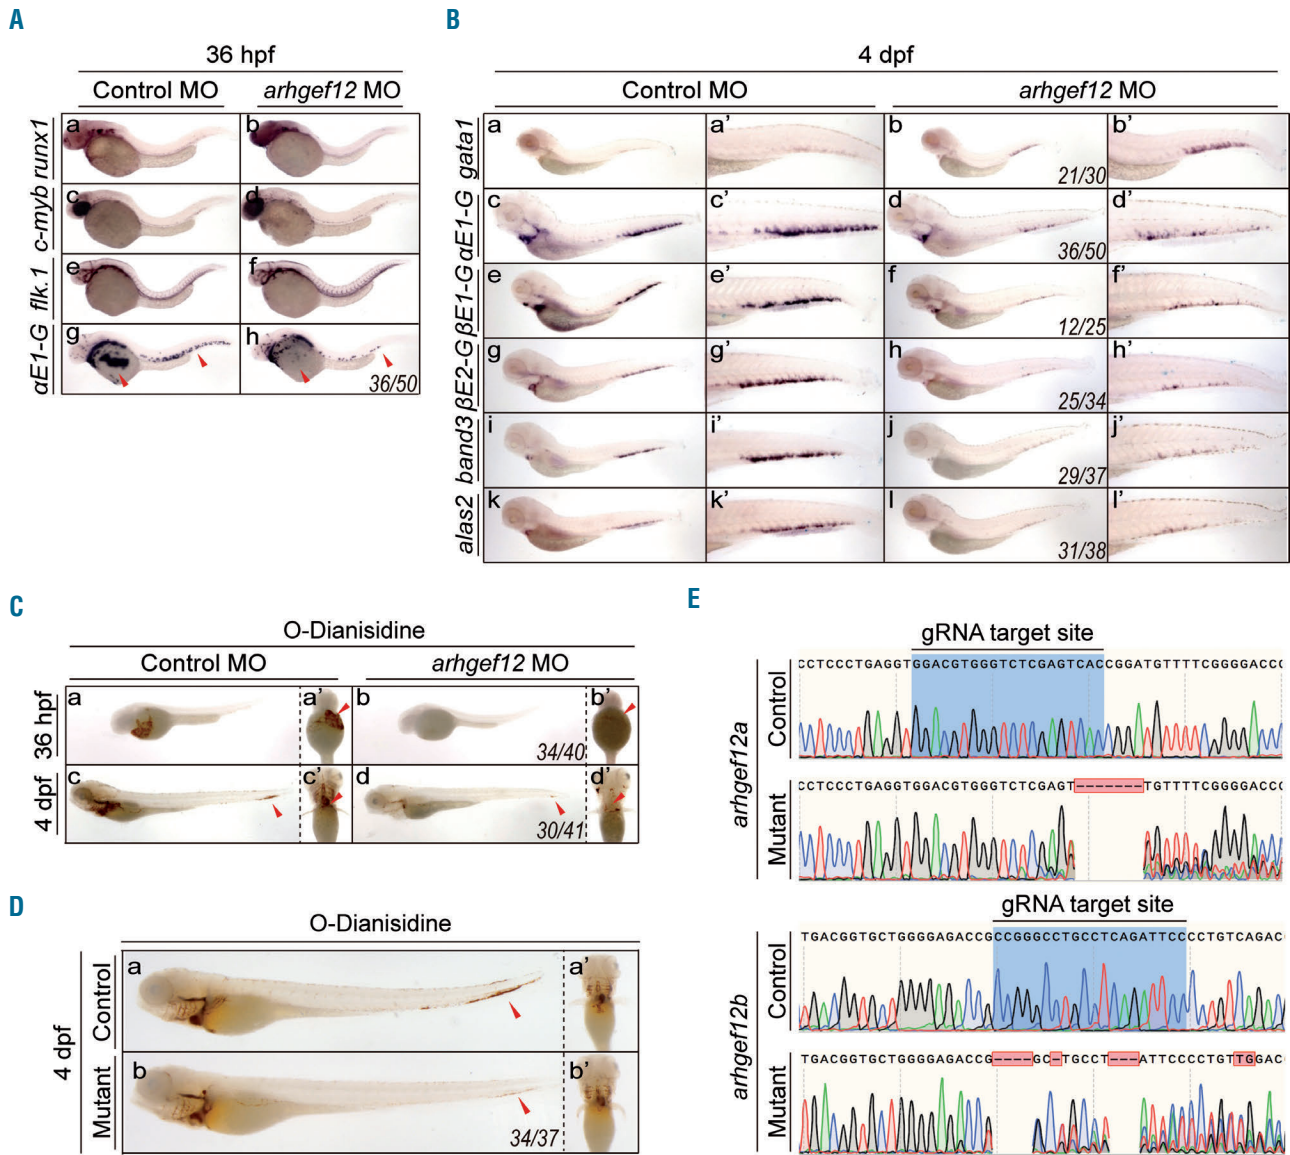 A
36 hpf
Control MO
arhgef12 MO
runx1
a
b
c-myb
c
d
flk.1
e
f
αE1-G
g
h
36/50
B
4 dpf
Control MO
arhgef12 MO
gata1
a
a'
b
b'
21/30
αE1-G
c
c'
d
d'
36/50
βE1-G
e
e'
f
f'
12/25
βE2-G
g
g'
h
h'
25/34
band3
i
i'
j
j'
29/37
alas2
k
k'
l
l'
31/38
C
O-Dianisidine
Control MO
arhgef12 MO
36 hpf
a
a'
b
b'
34/40
4 dpf
c
c'
d
d'
30/41
D
O-Dianisidine
4 dpf
Control
a
a'
Mutant
b
b'
34/37
E
gRNA target site
arhgef12a
Control
CCTCCCTGAGGTGGACGTGGGTCTCGAGTCACCGGATGTTTTCGGGGACCC
Mutant
CCTCCCTGAGGTGGACGTGGGTCTCGAGT-------TGTTTTCGGGGACCC
gRNA target site
arhgef12b
Control
TGACGGTGCTGGGGAGACCGCCGGGCCTGCCTCAGATTCCCCTGTCAGAC
Mutant
TGACGGTGCTGGGGAGACCG----GC-TGCCT---ATTCCCCTGTTGGAC